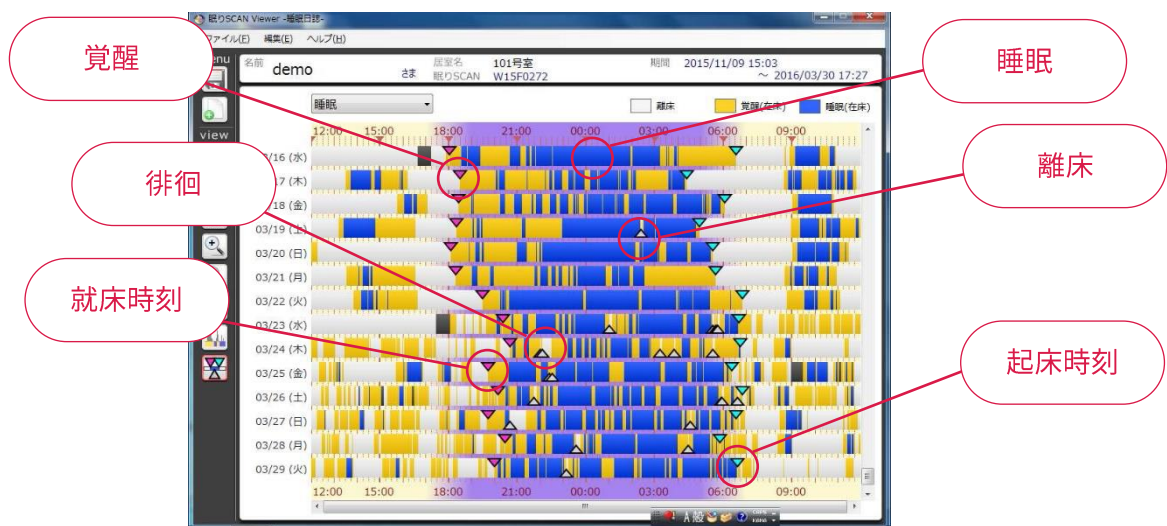 眠りSCAN Viewer -睡眠日誌-
編集(E) ヘルプ(H)
覚醒
睡眠
離床
徘徊
就床時刻
起床時刻
名前 demo さま
居室名 101号室
眠りSCAN W15F0272
期間 2015/11/09 15:03
～ 2016/03/30 17:27
睡眠
離床 覚醒(在床) 睡眠(在床)
view
12:00 15:00 18:00 21:00 00:00 03:00 06:00 09:00
/16 (水)
17 (木)
18 (金)
03/19 (土)
03/20 (日)
03/21 (月)
03/22 (火)
03/23 (水)
03/24 (木)
03/25 (金)
03/26 (土)
03/27 (日)
03/28 (月)
03/29 (火)
12:00 15:00 18:00 21:00 00:00 03:00 06:00 09:00
A 般